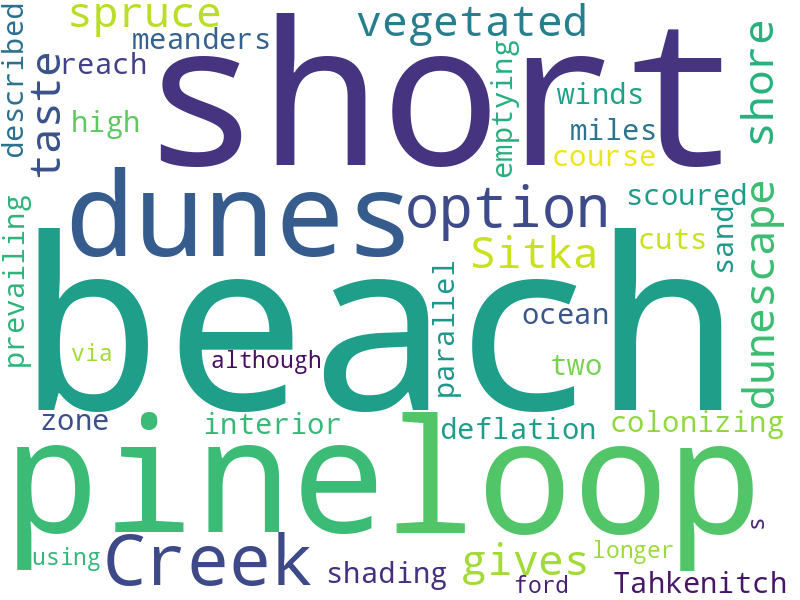 spruce
vegetated
described
meanders
short
shore
taste
reach
emptying
winds
high
miles
course
dunes
option
scoured
dunescape
prevailing
Sitka
cuts
sand
beach
parallel
ocean
via
although
two
zone
interior
deflation
colonizing
pine
loop
s
using
Creek
shading
gives
longer
ford
Tahkenitch